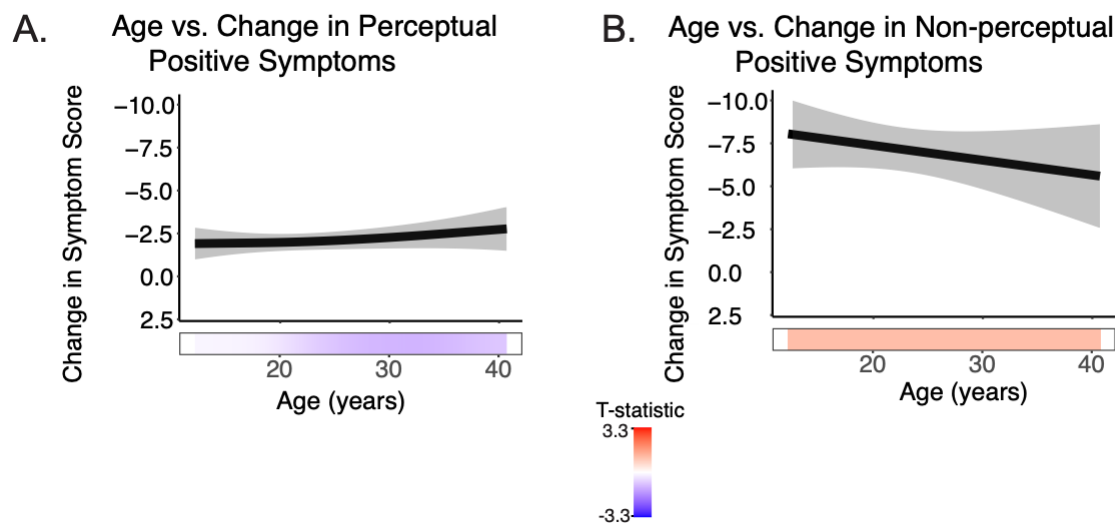 A.
Age vs. Change in Perceptual
Positive Symptoms
Change in Symptom Score
−10.0
−7.5
−5.0
−2.5
0.0
2.5
20
30
40
Age (years)
B.
Age vs. Change in Non-perceptual
Positive Symptoms
Change in Symptom Score
−10.0
−7.5
−5.0
−2.5
0.0
2.5
20
30
40
Age (years)
T-statistic
3.3
-3.3